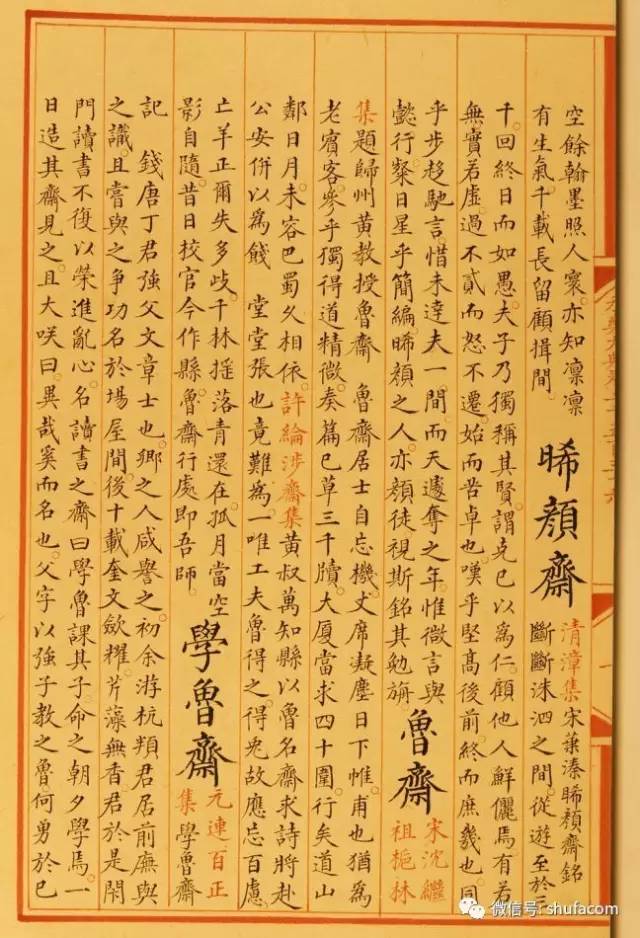 空餘翰墨照人寰亦知凜凜
有生氣千載長留顧揖間
晞顏齋
清漳集宋葉溱晞顏齋銘
斷斷洙泗之間從遊至於三
千回終日而如愚夫子乃獨稱其賢謂克己以為仁顧他人鮮儷焉有若
無實若虛過不貳而怒不遷始而苦卓也嘆乎堅高後前終而庶幾也同
乎步趨馳言惜未達夫一間而天遽奪之年惟微言與
懿行粲日星乎簡編晞顏之人亦顏徒視斯銘其勉旃
魯齋
宋沈繼
祖梔林
集題歸州黃教授魯齋 魯齋居士自忘機丈席凝塵日下帷甫也猶為
老賓客參乎獨得道精微奏篇已草三千牘大厦當求四十圍行矣道山
鄰日月未容巴蜀久相依許綸涉齋集黃叔萬知縣以魯名齋求詩將赴
公安併以為餞 堂堂張也竟難為一唯工夫魯得之得兔故應忘百慮
亡羊正爾失多歧千林搖落青還在孤月當空
影自隨昔日校官今作縣魯齋行處即吾師
學魯齋
元連百正
集學魯齋
記 錢唐丁君強父文章士也鄉之人咸譽之初余游杭類君居前廡與
之識且嘗與之爭功名於場屋間後十載奎文斂耀芹藻無香君於是閉
門讀書不復以榮進亂心名讀書之齋曰學魯課其子命之朝夕學焉一
日造其齋見之且大咲曰異哉奚而名也父字以強子教之魯何勇於已
微信号: shufacom